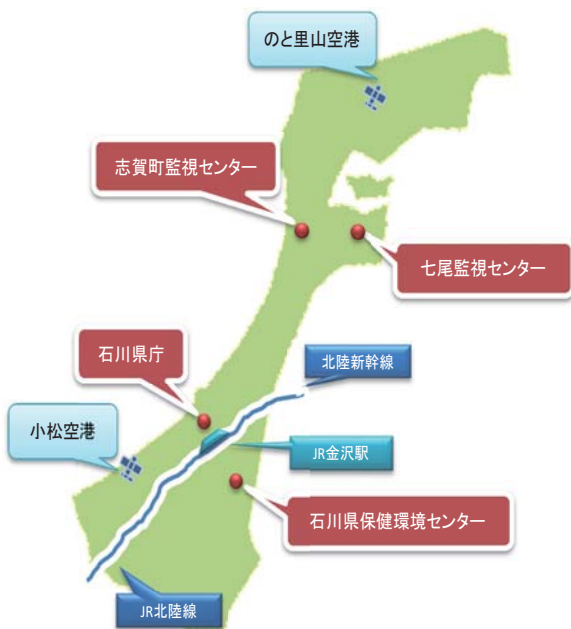 のと里山空港
志賀町監視センター
七尾監視センター
石川県庁
北陸新幹線
小松空港
JR金沢駅
石川県保健環境センター
JR北陸線